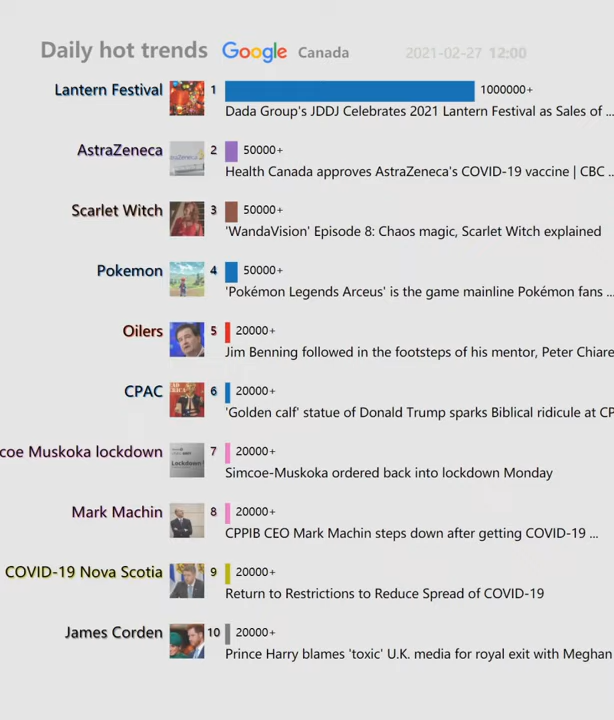 Daily hot trends Google Canada 2021-02-27 12:00
Lantern Festival 1 1000000+
Dada Group's JDDJ Celebrates 2021 Lantern Festival as Sales of ...
AstraZeneca 2 50000+
Health Canada approves AstraZeneca's COVID-19 vaccine | CBC ..
Scarlet Witch 3 50000+
'WandaVision' Episode 8: Chaos magic, Scarlet Witch explained
Pokemon 4 50000+
'Pokémon Legends Arceus' is the game mainline Pokémon fans ...
Oilers 5 20000+
Jim Benning followed in the footsteps of his mentor, Peter Chiare
CPAC 6 20000+
'Golden calf' statue of Donald Trump sparks Biblical ridicule at CP
coe Muskoka lockdown 7 20000+
Simcoe-Muskoka ordered back into lockdown Monday
Mark Machin 8 20000+
CPPIB CEO Mark Machin steps down after getting COVID-19 ...
COVID-19 Nova Scotia 9 20000+
Return to Restrictions to Reduce Spread of COVID-19
James Corden 10 20000+
Prince Harry blames 'toxic' U.K. media for royal exit with Meghan